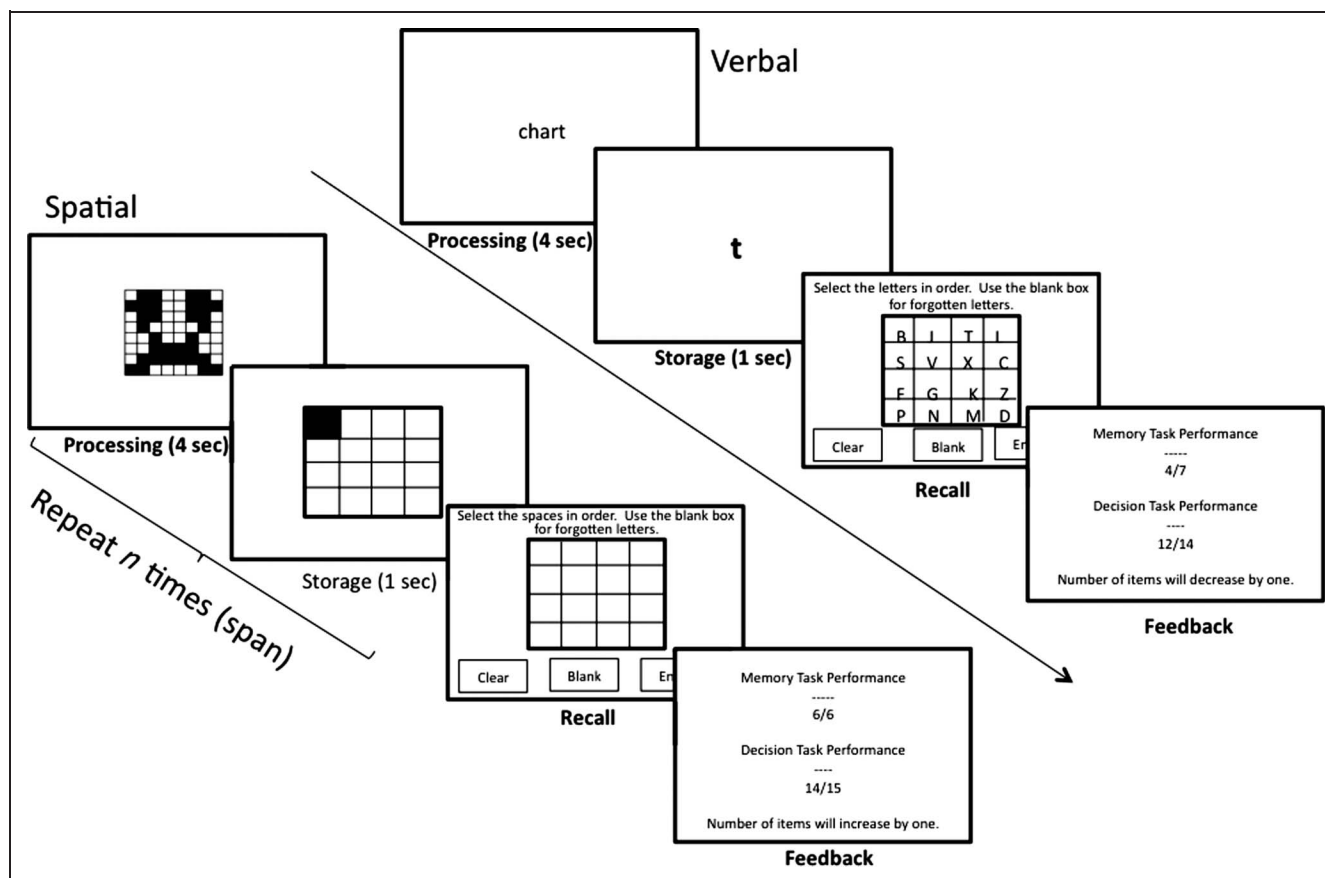 Verbal
chart
Processing (4 sec)
t
Storage (1 sec)
Select the letters in order. Use the blank box
for forgotten letters.
B T
S V X C
F G K Z
P N M D
Clear Blank En
Recall
Memory Task Performance
-----
4/7
Decision Task Performance
----
12/14
Number of items will decrease by one.
Feedback
Spatial
Processing (4 sec)
Storage (1 sec)
Repeat n times (span)
Select the spaces in order. Use the blank box
for forgotten letters.
Clear Blank En
Recall
Memory Task Performance
-----
6/6
Decision Task Performance
----
14/15
Number of items will increase by one.
Feedback